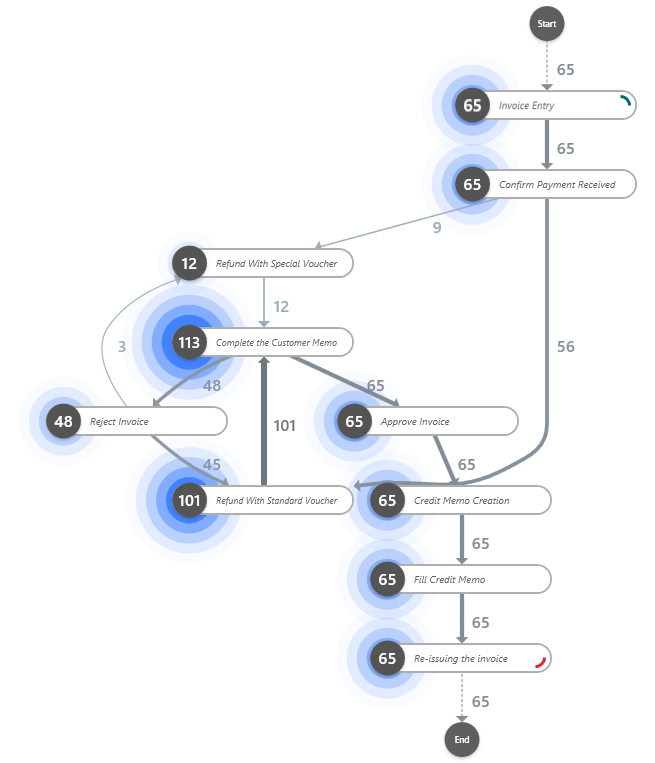 Start
65
65 Invoice Entry
65
65 Confirm Payment Received
9
12 Refund With Special Voucher
12
113 Complete the Customer Memo
3
56
48
65
48 Reject Invoice
65 Approve Invoice
101
45
65
101 Refund With Standard Voucher
65 Credit Memo Creation
65
65 Fill Credit Memo
65
65 Re-issuing the invoice
65
End